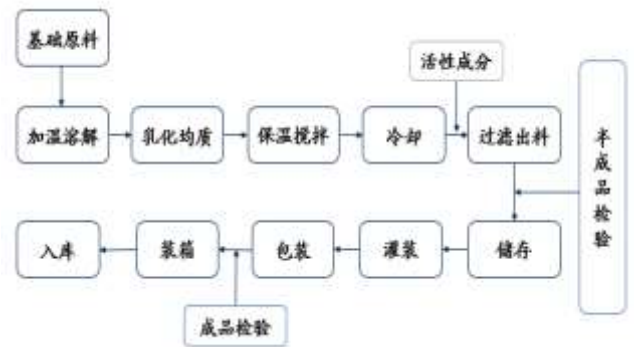 基础原料
活性成分
加温溶解
乳化均质
保温搅拌
冷却
过滤出料
半成品检验
入库
装箱
包装
灌装
储存
成品检验